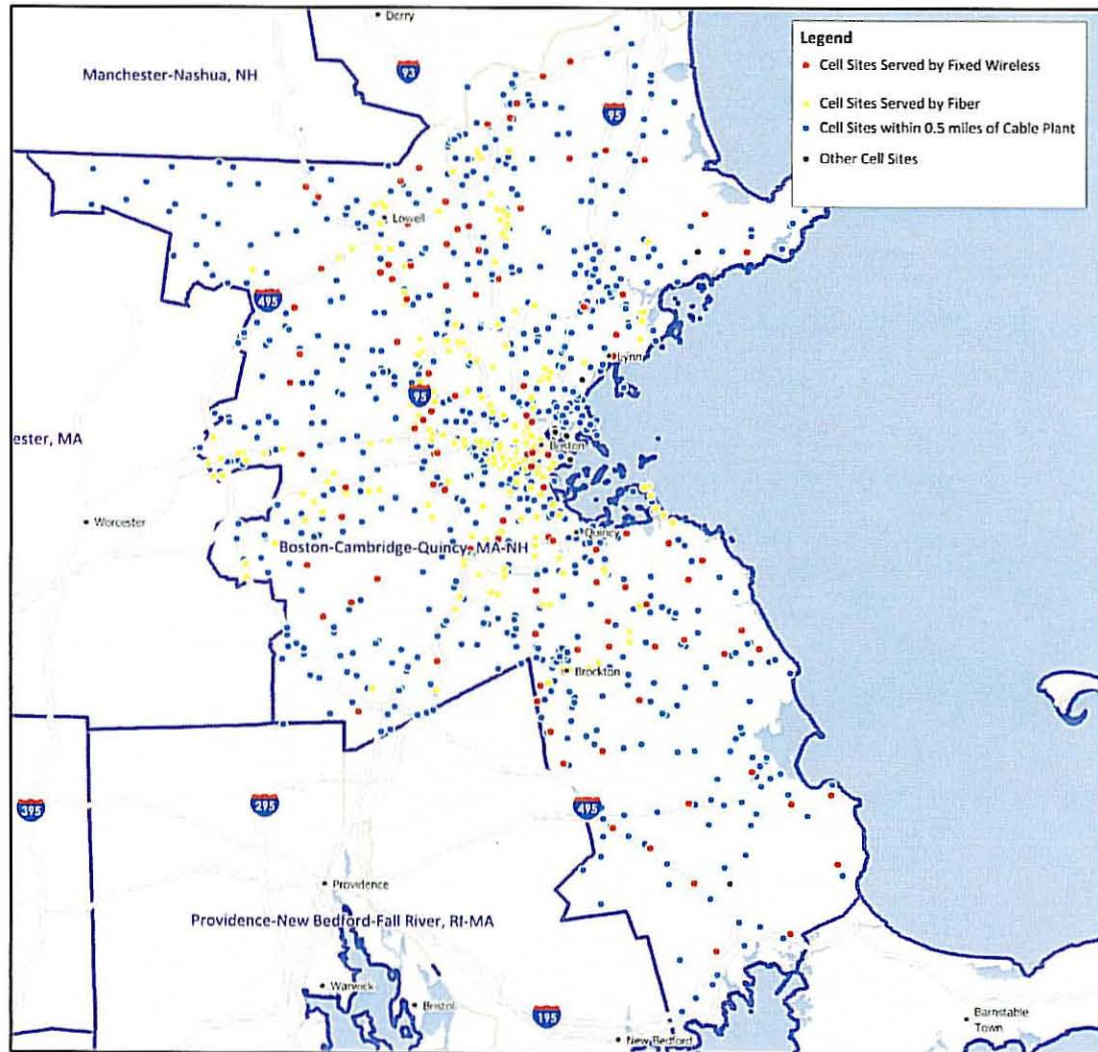 Derry
Legend
Manchester-Nashua, NH
93
Cell Sites Served by Fixed Wireless
Cell Sites Served by Fiber
95
Cell Sites within 0.5 miles of Cable Plant
Other Cell Sites
Lowell
495
Lynn
95
ester, MA
Boston
Worcester
Quincy
Boston-Cambridge-Quincy, MA-NH
Brockton
395
295
495
Providence
Providence-New Bedford-Fall River, RI-MA
Warwick
Bristol
195
New Bedford
Barnstable
Town